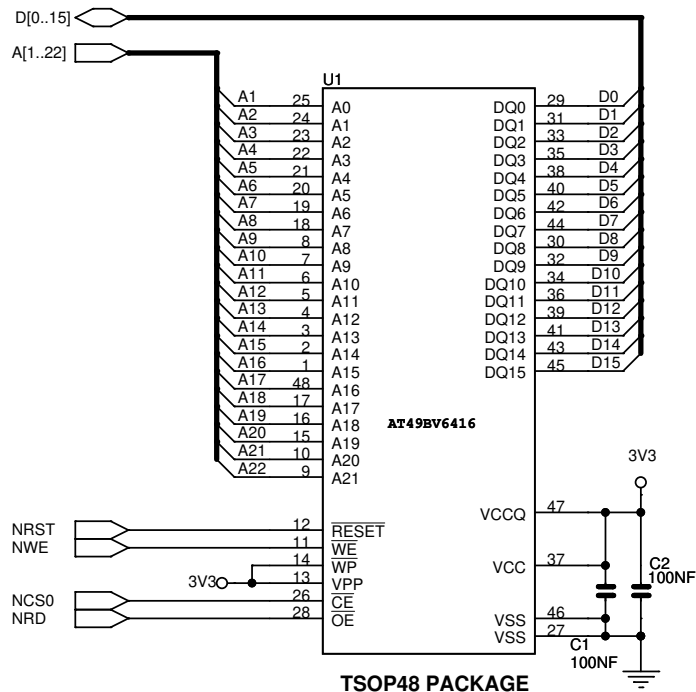 D[0..15]
A[1..22]
U1
A1 25 A0 DQ0 29 D0
A2 24 A1 DQ1 31 D1
A3 23 A2 DQ2 33 D2
A4 22 A3 DQ3 35 D3
A5 21 A4 DQ4 38 D4
A6 20 A5 DQ5 40 D5
A7 19 A6 DQ6 42 D6
A8 18 A7 DQ7 44 D7
A9 8 A8 DQ8 30 D8
A10 7 A9 DQ9 32 D9
A11 6 A10 DQ10 34 D10
A12 5 A11 DQ11 36 D11
A13 4 A12 DQ12 39 D12
A14 3 A13 DQ13 41 D13
A15 2 A14 DQ14 43 D14
A16 1 A15 DQ15 45 D15
A17 48 A16
A18 17 A17
A19 16 A18
AT49BV6416
A20 15 A19
A21 10 A20
A22 9 A21
3V3
VCCQ 47
NRST 12 RESET
NWE 11 WE
14 WP
VCC 37
3V3 13 VPP
C2
100NF
NCS0 26 CE
NRD 28 OE
VSS 46
VSS 27
C1
100NF
TSOP48 PACKAGE